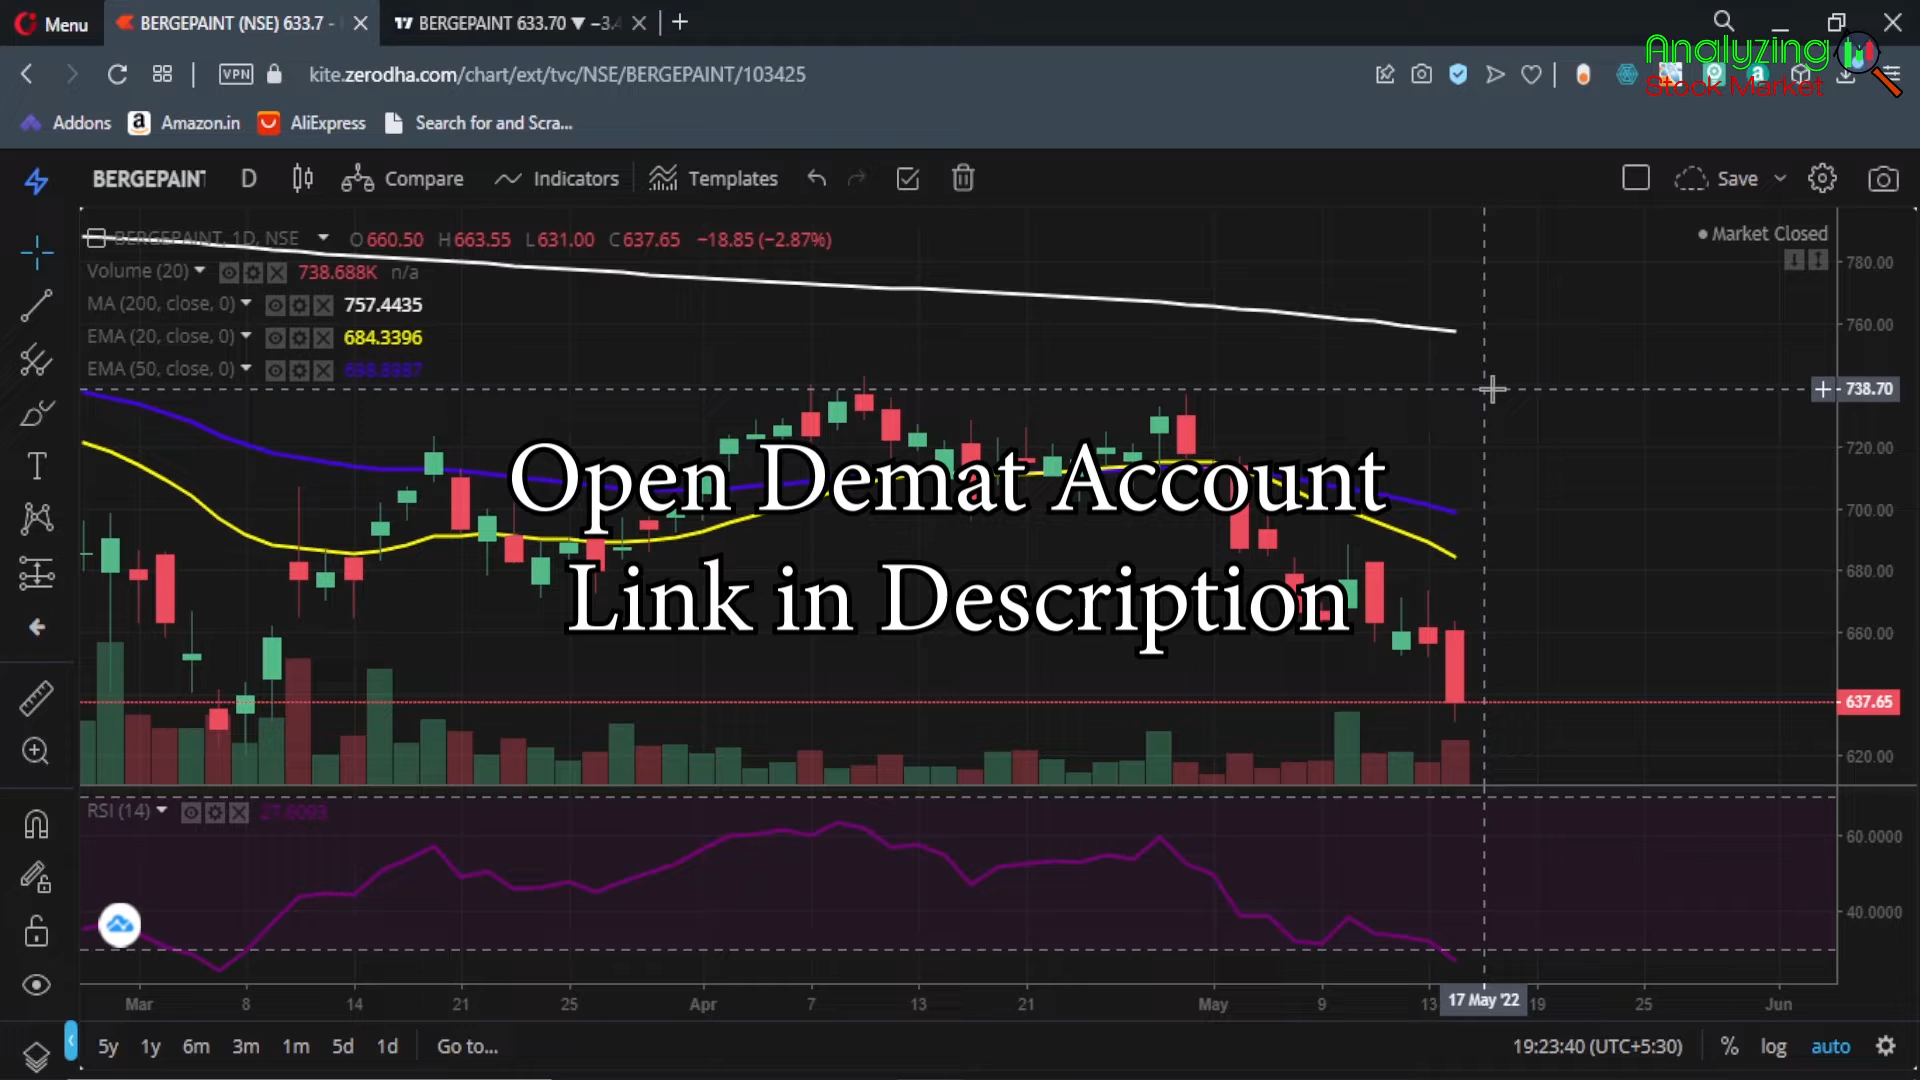 Menu
BERGEPAINT (NSE) 633.7 -
BERGEPAINT 633.70 ▼ −3.4
Analyzing
Stock Market
VPN
kite.zerodha.com/chart/ext/tvc/NSE/BERGEPAINT/103425
Addons
Amazon.in
AliExpress
Search for and Scra...
BERGEPAINT
D
Compare
Indicators
Templates
Save
BERGEPAINT, 1D, NSE
O 660.50 H 663.55 L 631.00 C 637.65 −18.85 (−2.87%)
Market Closed
Volume (20) 738.688K n/a
MA (200, close, 0) 757.4435
EMA (20, close, 0) 684.3396
EMA (50, close, 0)
780.00
760.00
738.70
720.00
700.00
680.00
660.00
637.65
620.00
Open Demat Account
Link in Description
RSI (14) 27.6093
60.0000
40.0000
Mar 8 14 21 25 Apr 7 13 21 May 9 13 17 May '22 19 25 Jun
5y 1y 6m 3m 1m 5d 1d Go to...
19:23:40 (UTC+5:30) % log auto